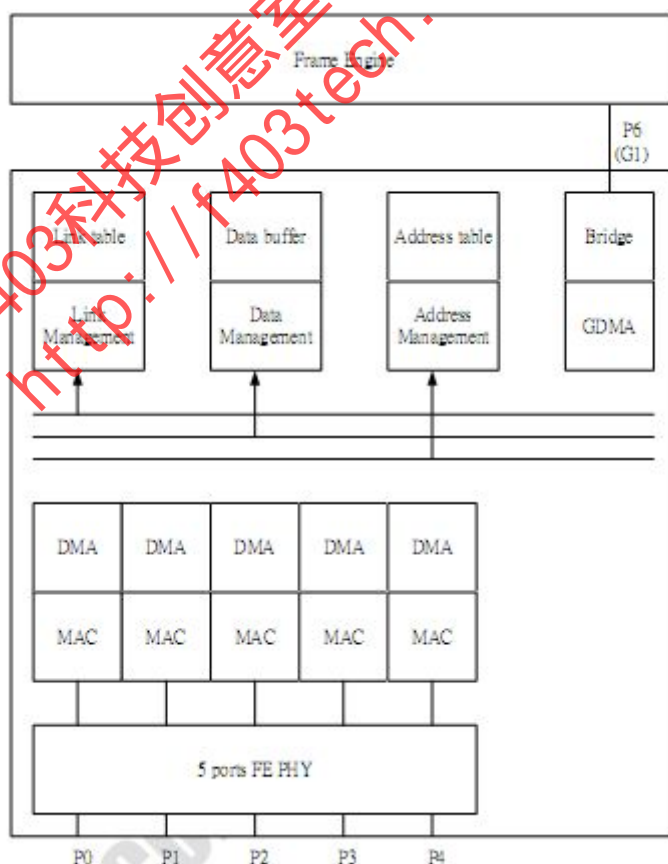 Frame Engine
P6
(G1)
Link table
Data buffer
Address table
Bridge
Link
Management
Data
Management
Address
Management
GDMA
DMA
DMA
DMA
DMA
DMA
MAC
MAC
MAC
MAC
MAC
5 ports FE PHY
P0
P1
P2
P3
P4
403科技创意室
http://f403tech.